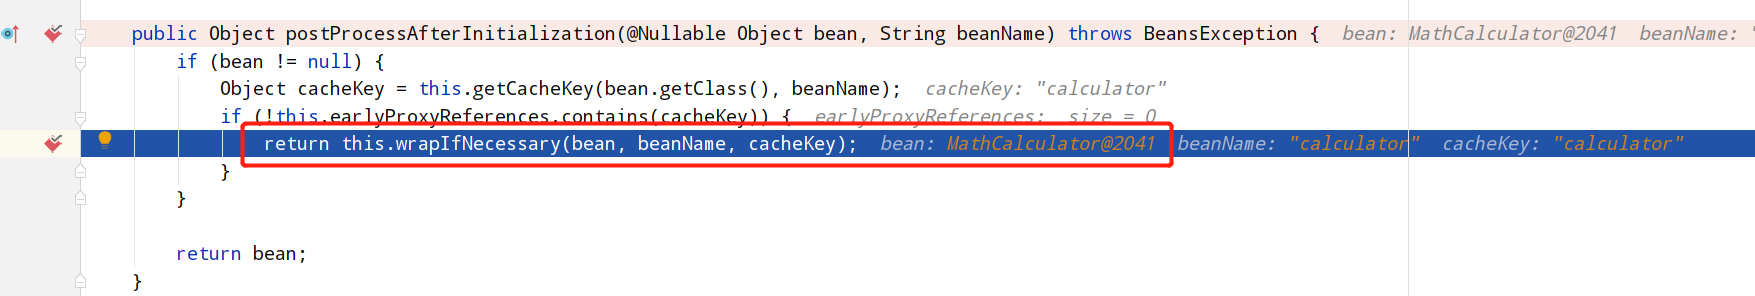 public Object postProcessAfterInitialization(@Nullable Object bean, String beanName) throws BeansException {  bean: MathCalculator@2041  beanName: "
if (bean != null) {
Object cacheKey = this.getCacheKey(bean.getClass(), beanName);  cacheKey: "calculator"
if (!this.earlyProxyReferences.contains(cacheKey)) {  earlyProxyReferences:  size = 0
return this.wrapIfNecessary(bean, beanName, cacheKey);  bean: MathCalculator@2041  beanName: "calculator"  cacheKey: "calculator"
}
}
return bean;
}